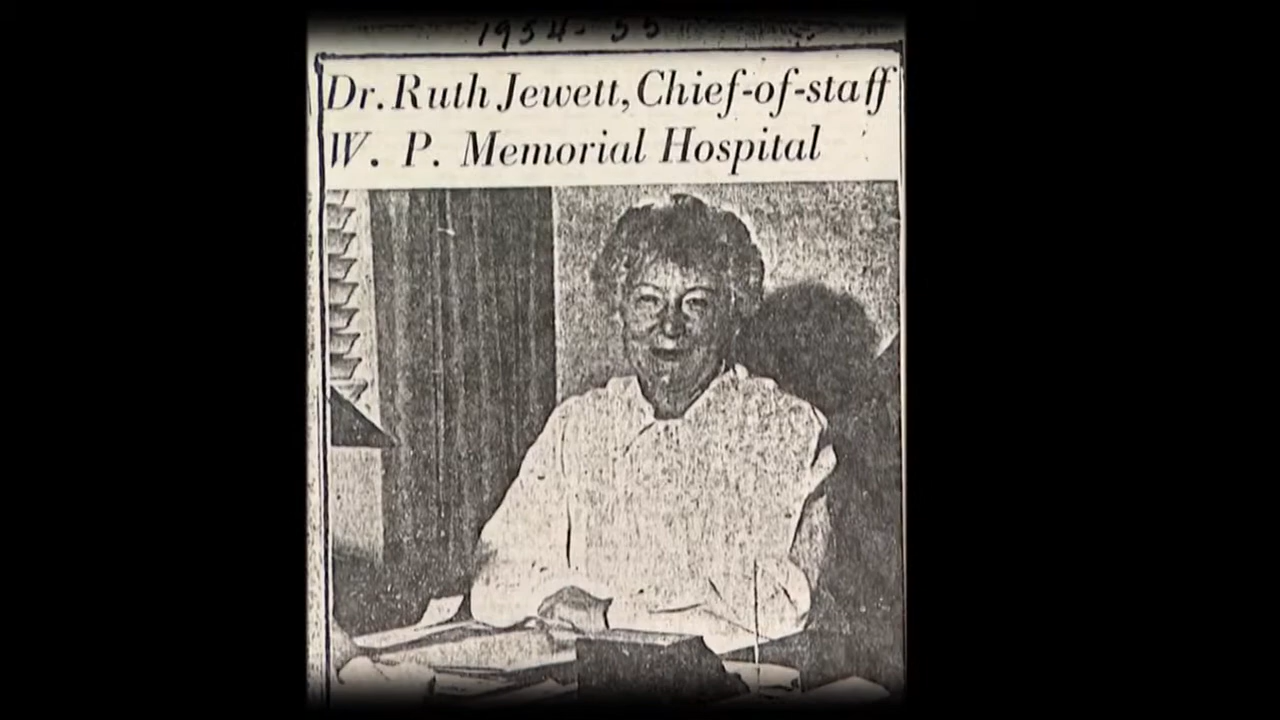 1954-55
Dr. Ruth Jewett, Chief-of-staff
W. P. Memorial Hospital